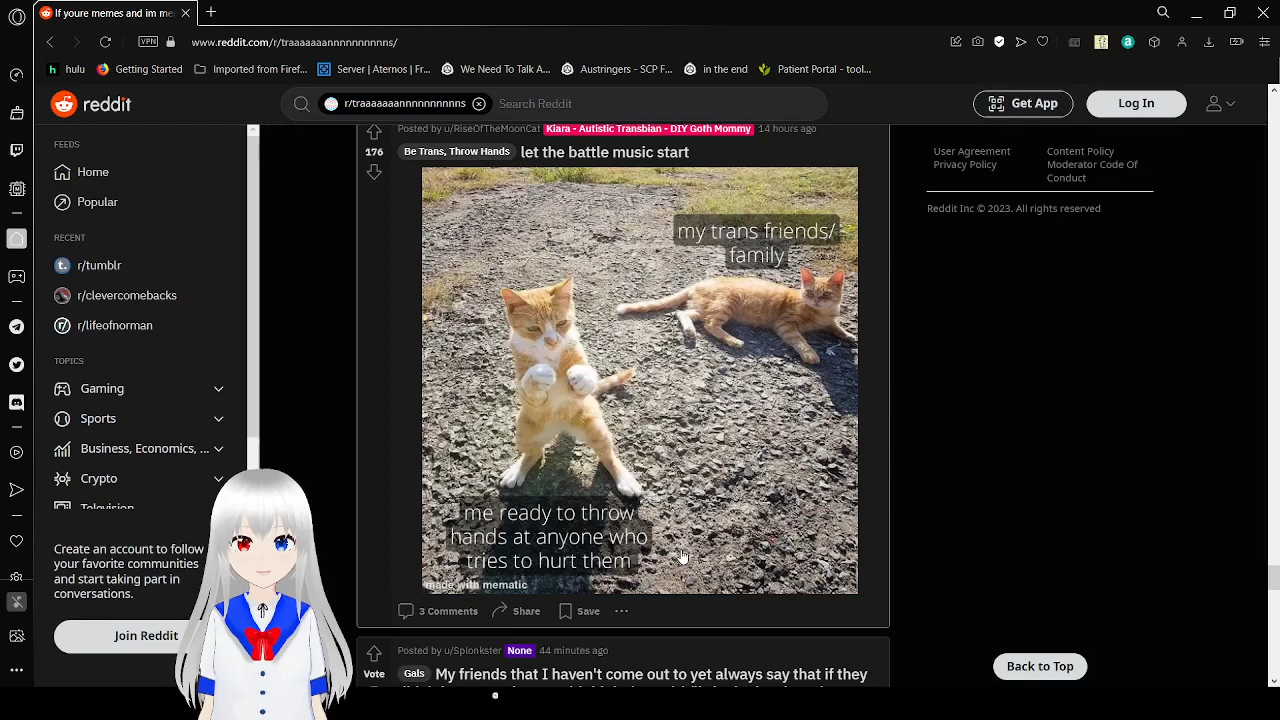 If youre memes and im me
www.reddit.com/r/traaaaaaannnnnnnnnns/
VPN
hulu
Getting Started
Imported from Firef...
Server | Aternos | Fr...
We Need To Talk A...
Austringers - SCP F...
in the end
Patient Portal - tool...
reddit
r/traaaaaaannnnnnnnnns
Search Reddit
Get App
Log In
FEEDS
Home
Popular
RECENT
r/tumblr
r/clevercomebacks
r/lifeofnorman
TOPICS
Gaming
Sports
Business, Economics, ...
Crypto
Television
Create an account to follow
your favorite communities
and start taking part in
conversations.
Join Reddit
Posted by u/RiseOfTheMoonCat Kiara - Autistic Transbian - DIY Goth Mommy 14 hours ago
176
Be Trans, Throw Hands let the battle music start
my trans friends/
family
me ready to throw
hands at anyone who
tries to hurt them
made with mematic
3 Comments
Share
Save
Posted by u/Splonkster None 44 minutes ago
Vote
Gals My friends that I haven't come out to yet always say that if they
User Agreement
Privacy Policy
Content Policy
Moderator Code Of
Conduct
Reddit Inc © 2023. All rights reserved
Back to Top